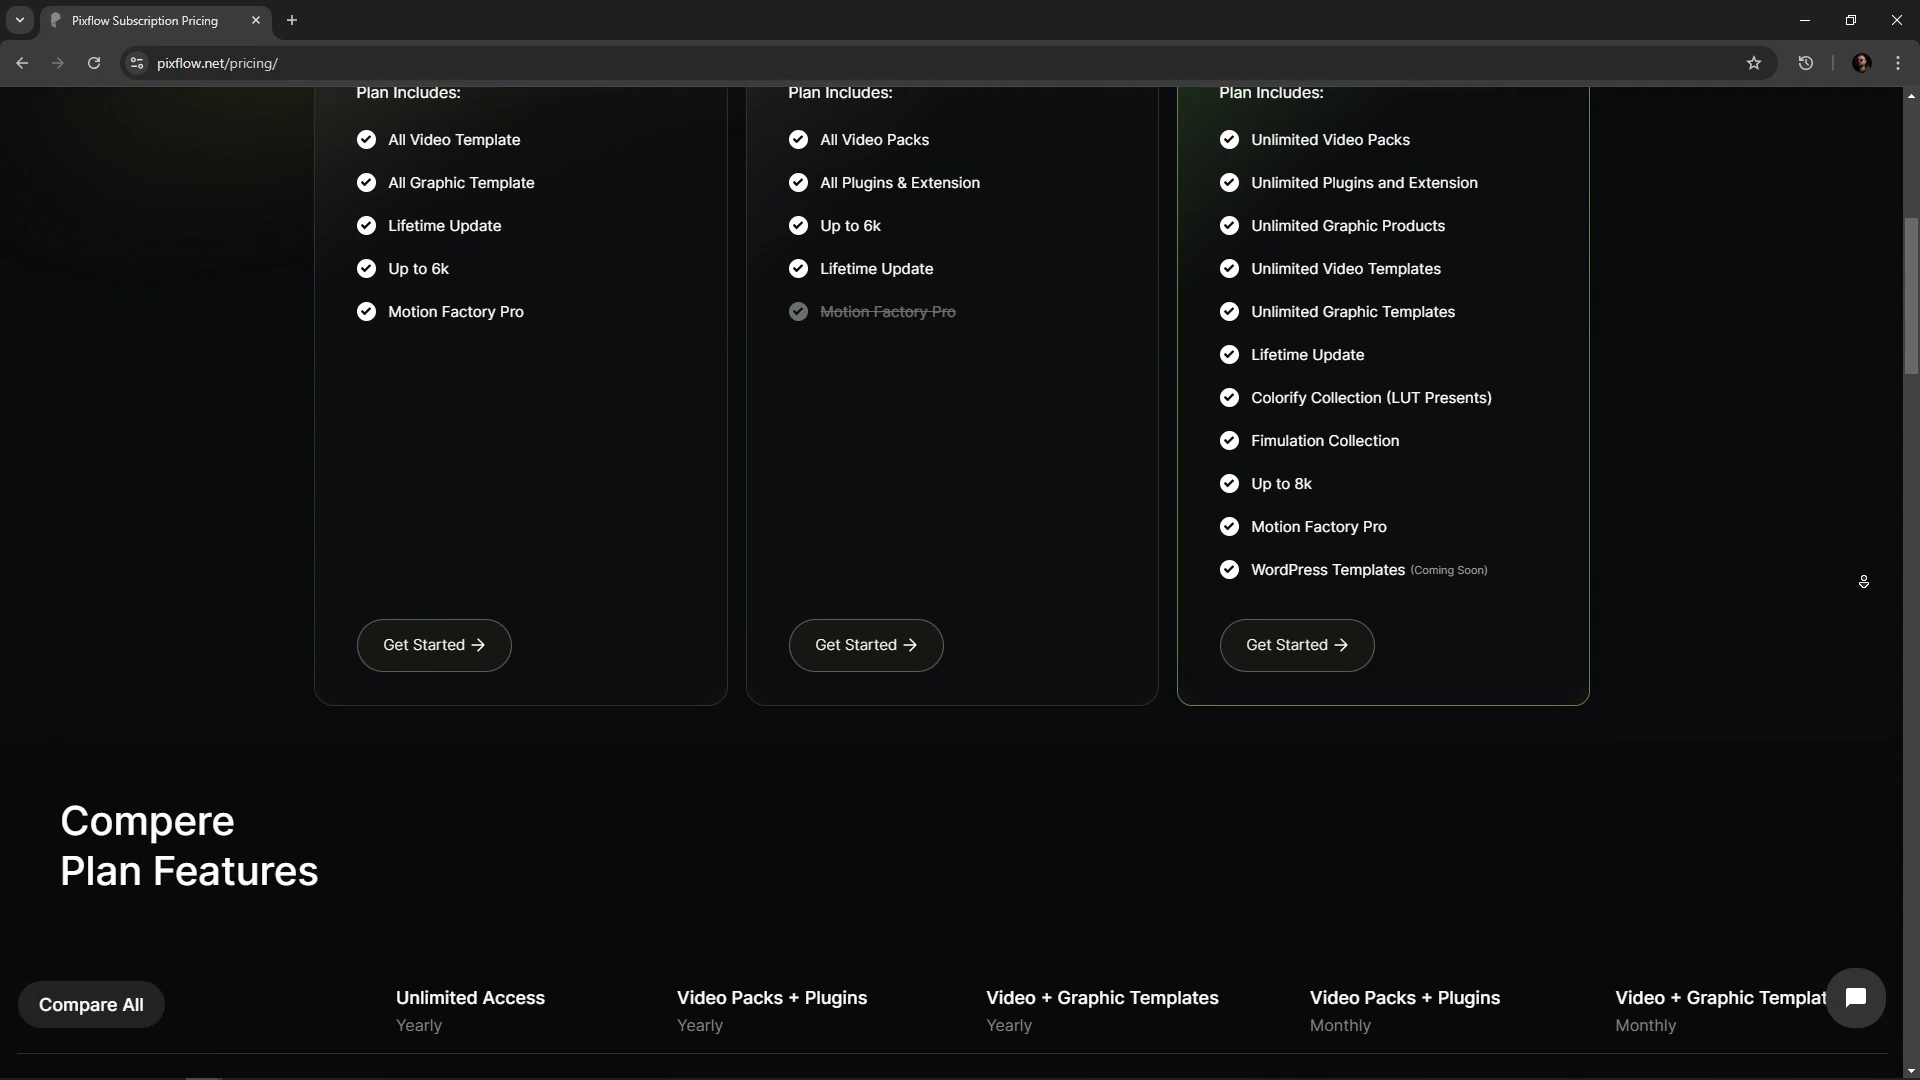 Pixflow Subscription Pricing
pixflow.net/pricing/
Plan Includes:
All Video Template
All Graphic Template
Lifetime Update
Up to 6k
Motion Factory Pro
Get Started →
Plan Includes:
All Video Packs
All Plugins & Extension
Up to 6k
Lifetime Update
Motion Factory Pro
Get Started →
Plan Includes:
Unlimited Video Packs
Unlimited Plugins and Extension
Unlimited Graphic Products
Unlimited Video Templates
Unlimited Graphic Templates
Lifetime Update
Colorify Collection (LUT Presents)
Fimulation Collection
Up to 8k
Motion Factory Pro
WordPress Templates (Coming Soon)
Get Started →
Compere
Plan Features
Compare All
Unlimited Access
Yearly
Video Packs + Plugins
Yearly
Video + Graphic Templates
Yearly
Video Packs + Plugins
Monthly
Video + Graphic Templat
Monthly